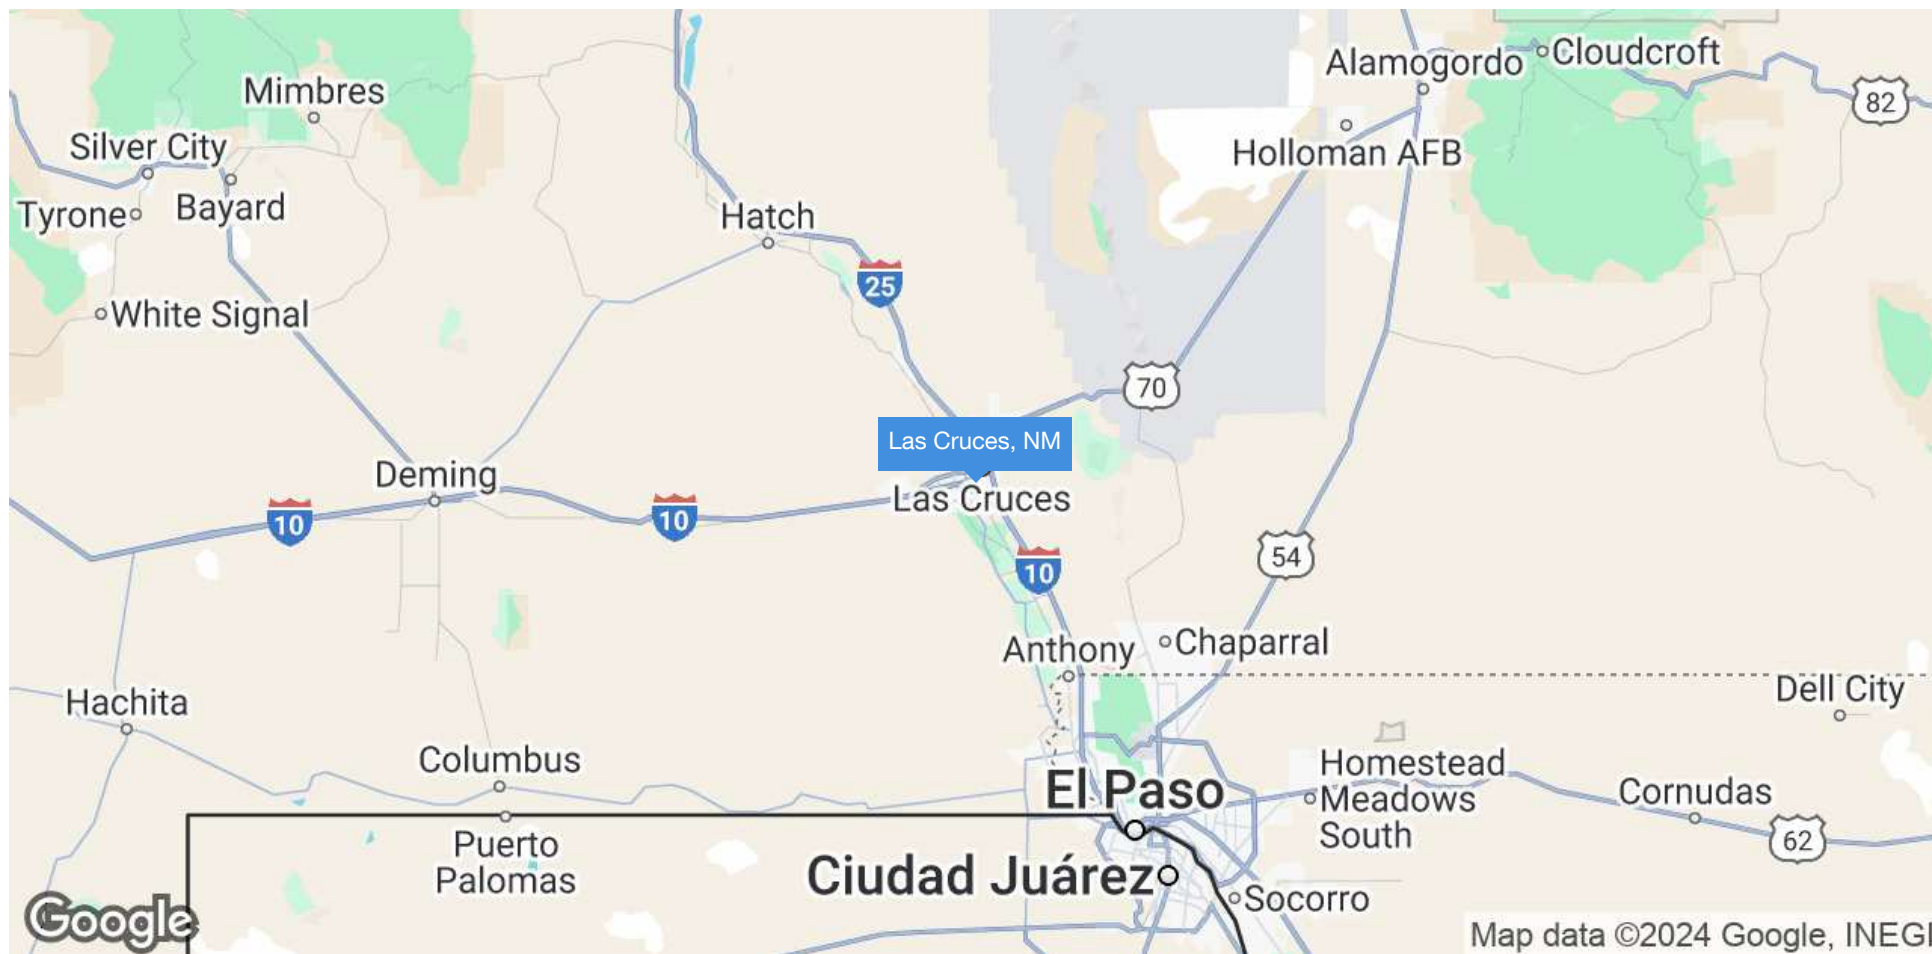 Cloudcroft
Alamogordo
Mimbres
82
Silver City
Holloman AFB
Tyrone
Bayard
Hatch
25
White Signal
70
Las Cruces, NM
Deming
Las Cruces
10
10
54
10
Anthony
Chaparral
Dell City
Hachita
Columbus
El Paso
Homestead
Meadows
South
Cornudas
62
Puerto
Palomas
Ciudad Juárez
Socorro
Google
Map data ©2024 Google, INEGI